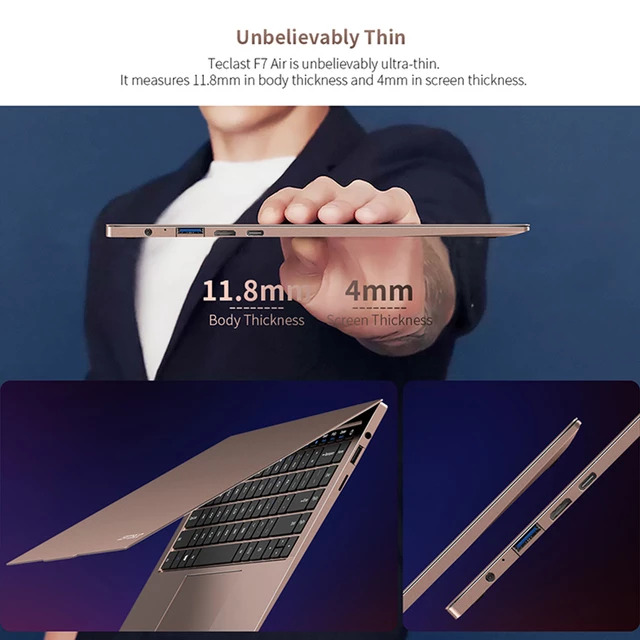 Unbelievably Thin
Teclast F7 Air is unbelievably ultra-thin.
It measures 11.8mm in body thickness and 4mm in screen thickness.
11.8mm 4mm
Body Thickness Screen Thickness